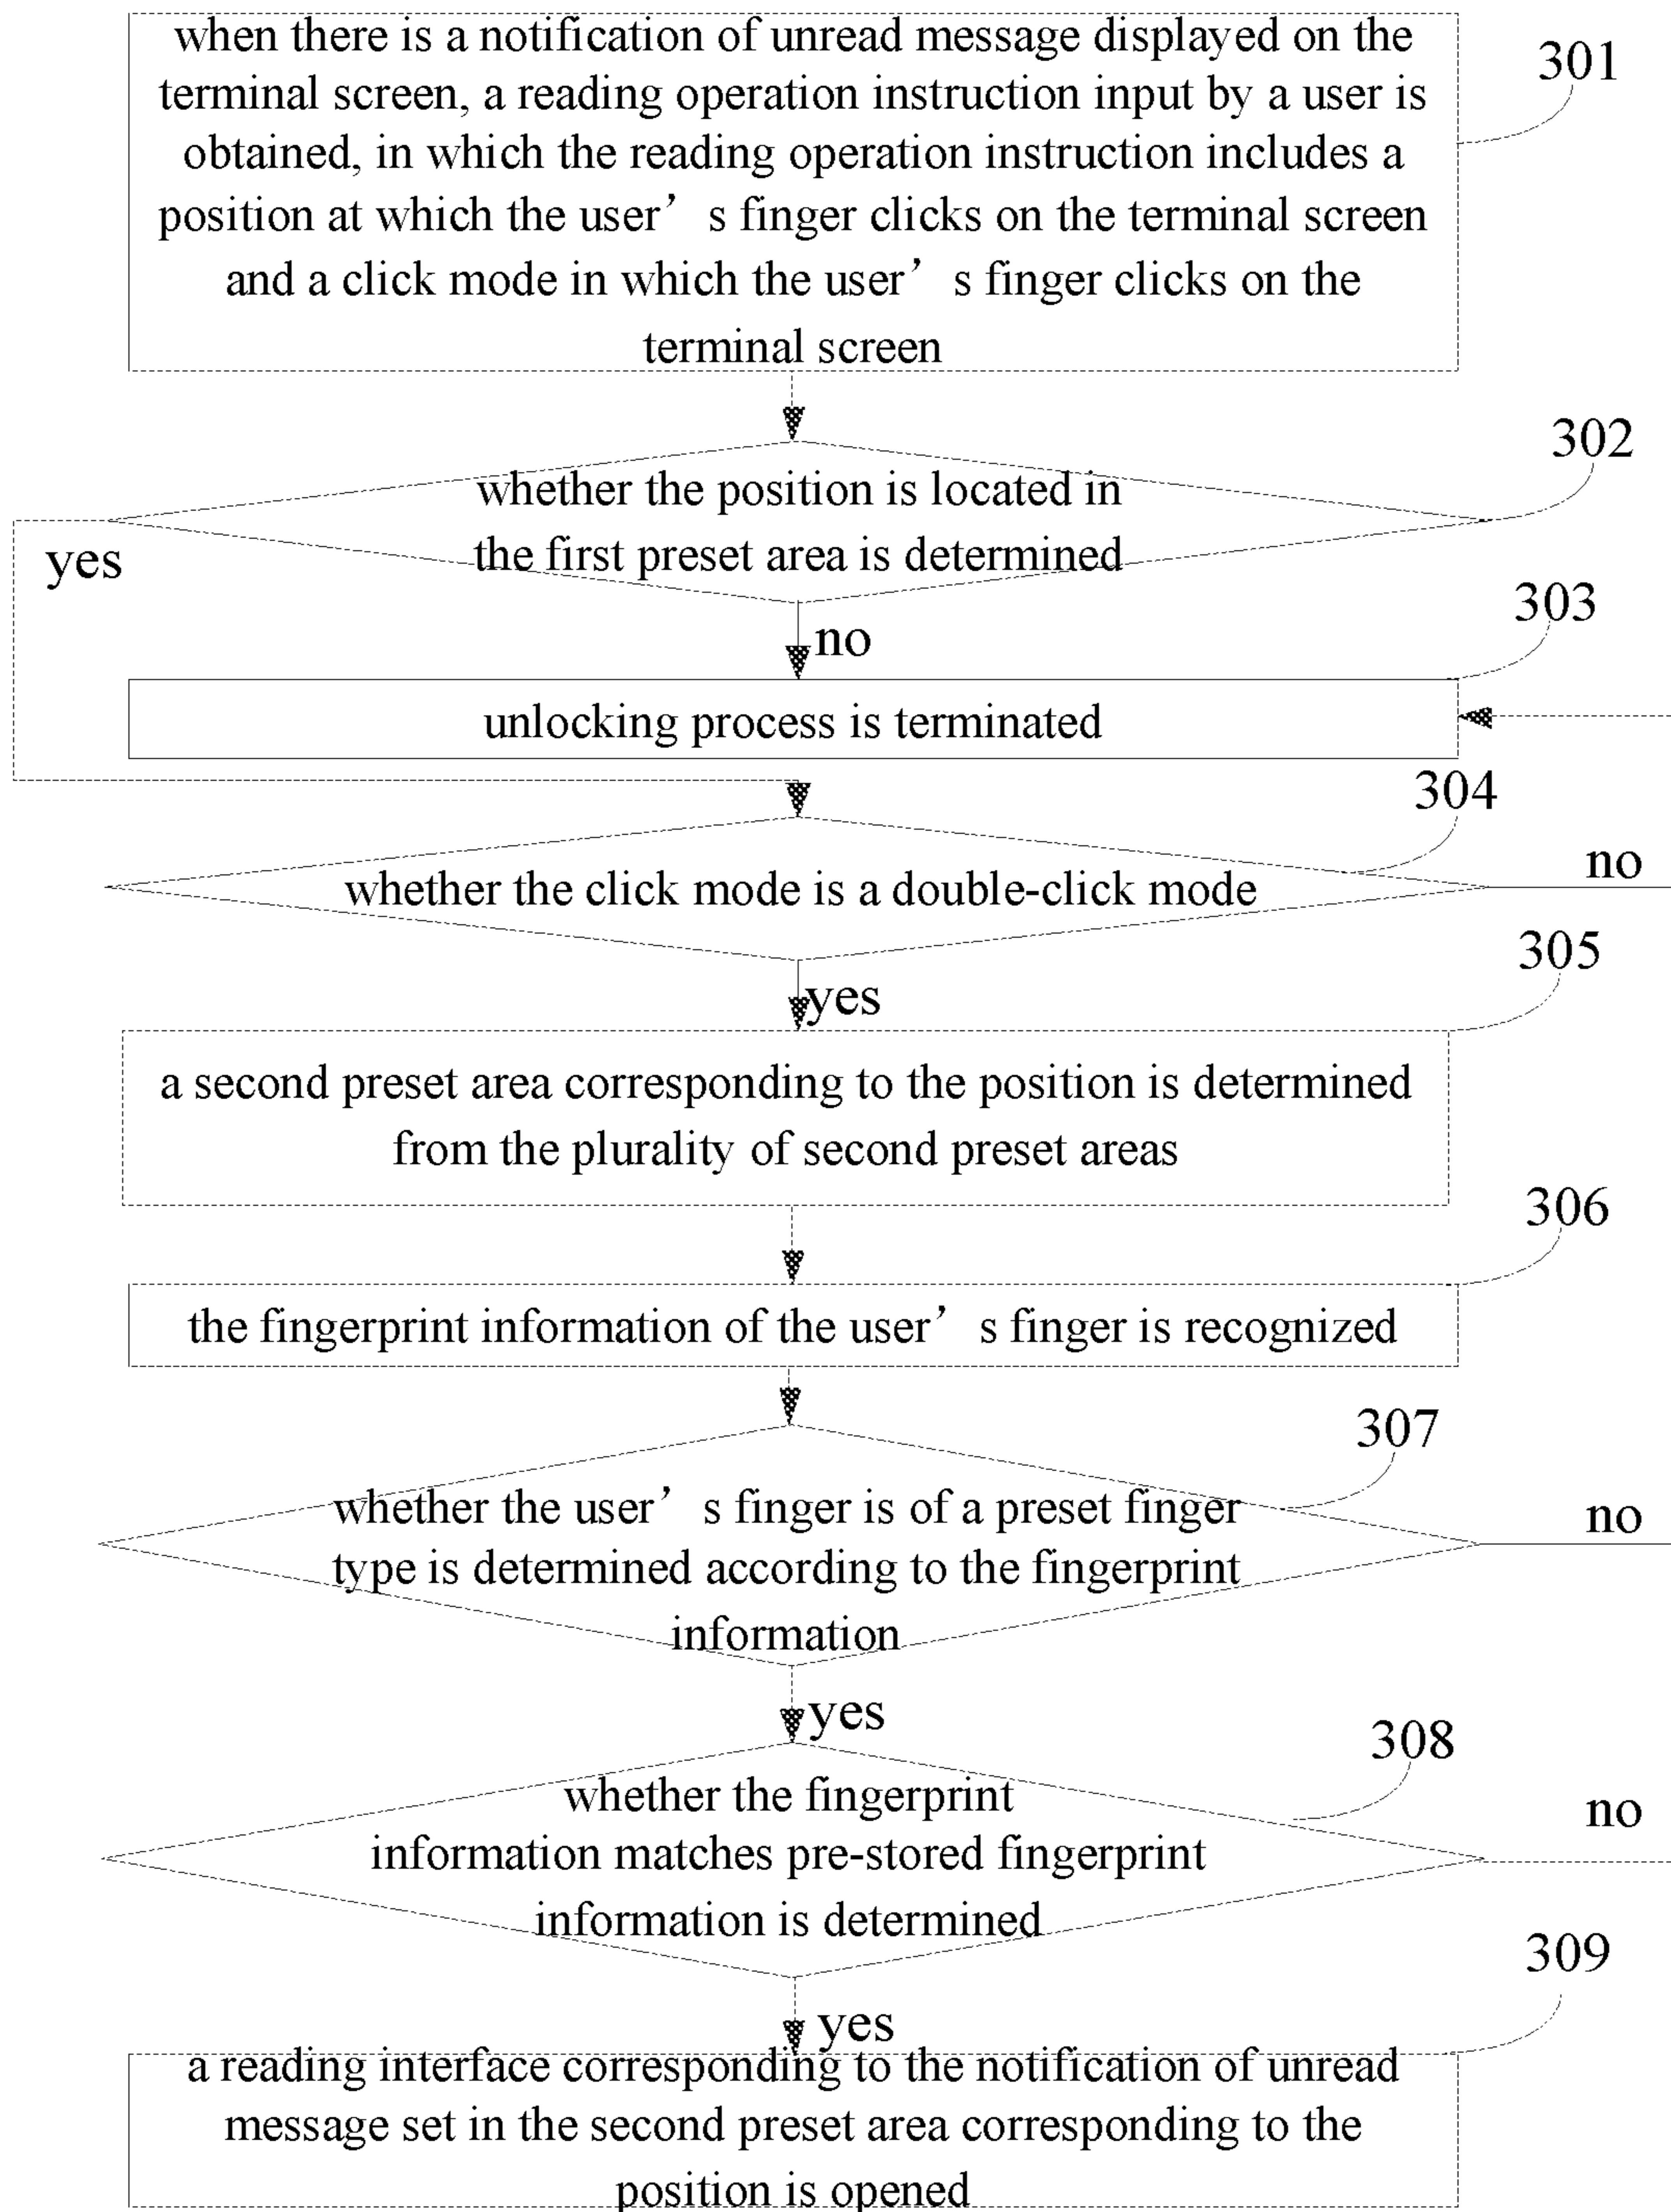 when there is a notification of unread message displayed on the
terminal screen, a reading operation instruction input by a user is
obtained, in which the reading operation instruction includes a
position at which the user’ s finger clicks on the terminal screen
and a click mode in which the user’ s finger clicks on the
terminal screen
301
302
whether the position is located in
the first preset area is determined
yes
303
no
unlocking process is terminated
304
whether the click mode is a double-click mode
no
305
yes
a second preset area corresponding to the position is determined
from the plurality of second preset areas
306
the fingerprint information of the user’ s finger is recognized
307
whether the user’ s finger is of a preset finger
type is determined according to the fingerprint
information
no
yes
308
whether the fingerprint
information matches pre-stored fingerprint
information is determined
no
309
yes
a reading interface corresponding to the notification of unread
message set in the second preset area corresponding to the
position is opened